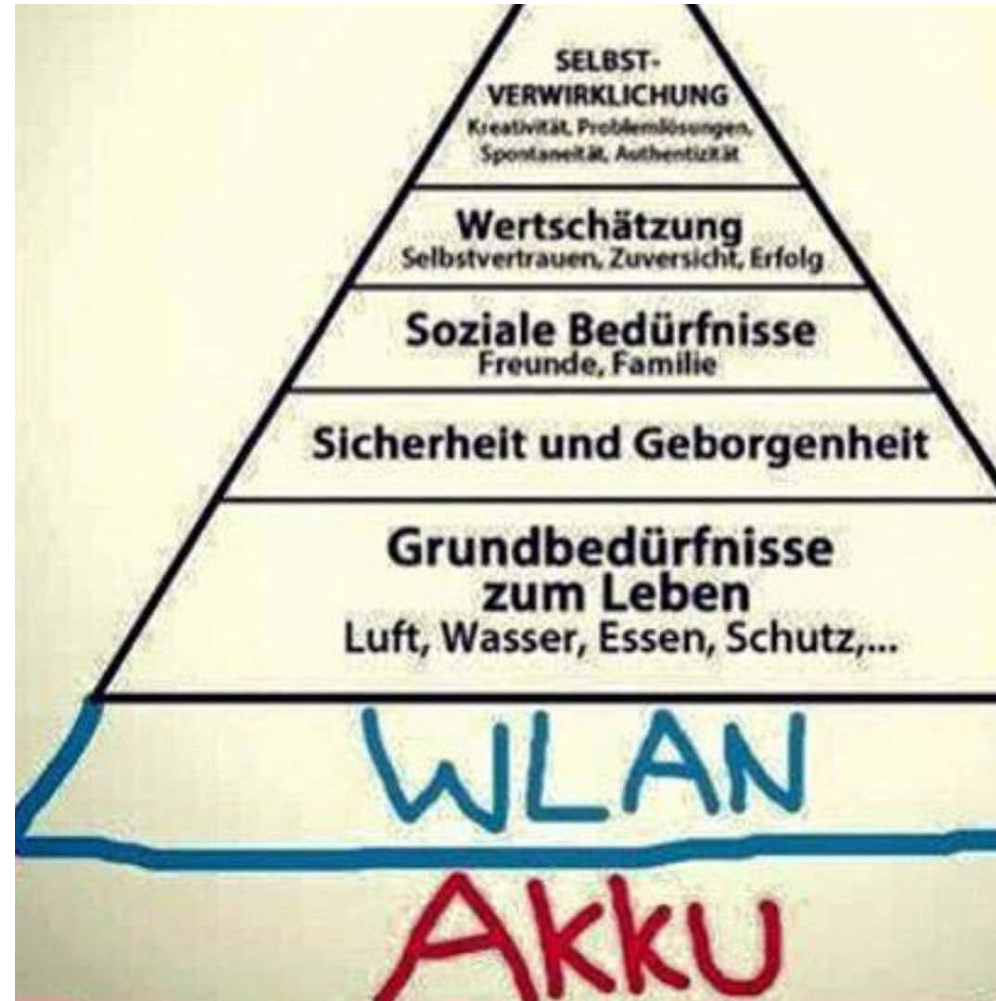 SELBST-
VERWIRKLICHUNG
Kreativität, Problemlösungen,
Spontaneität, Authentizität
Wertschätzung
Selbstvertrauen, Zuversicht, Erfolg
Soziale Bedürfnisse
Freunde, Familie
Sicherheit und Geborgenheit
Grundbedürfnisse
zum Leben
Luft, Wasser, Essen, Schutz,...
WLAN
Akku